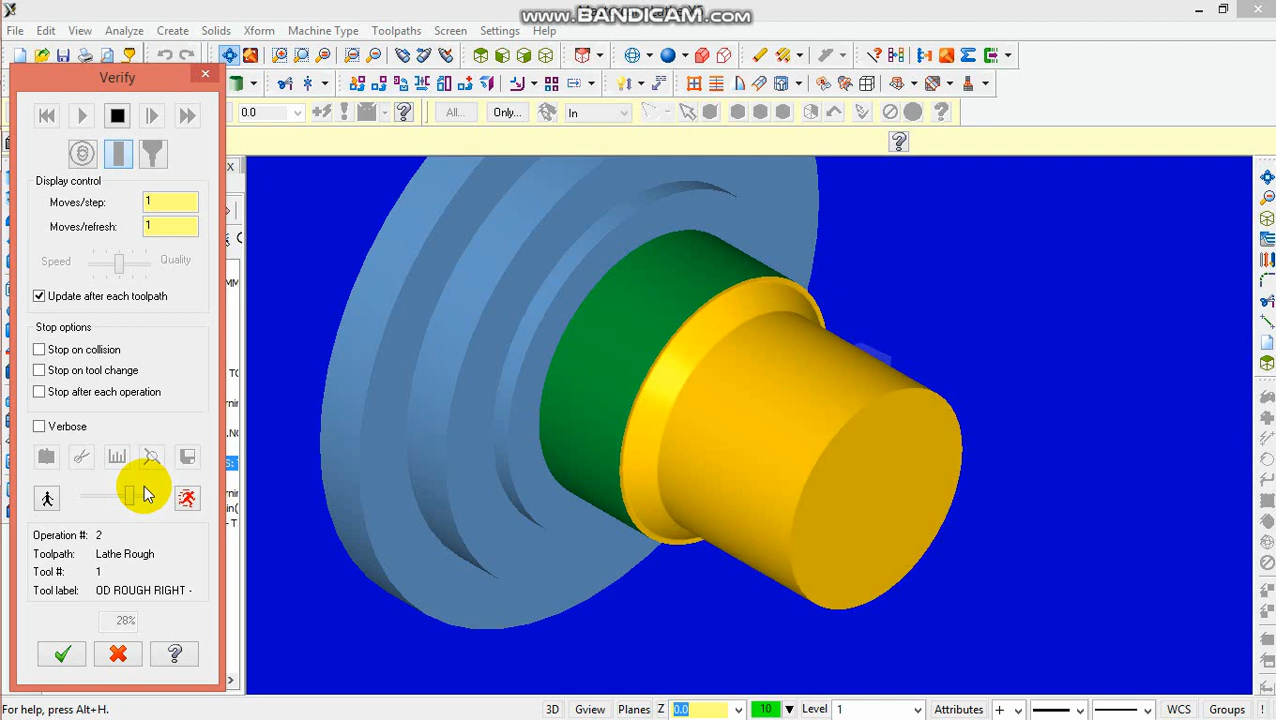 www.BANDICAM.com
File Edit View Analyze Create Solids Xform Machine Type Toolpaths Screen Settings Help
Verify
0.0
All...
Only...
In
Display control
Moves/step: 1
Moves/refresh: 1
Speed
Quality
Update after each toolpath
Stop options
Stop on collision
Stop on tool change
Stop after each operation
Verbose
Operation #: 2
Toolpath: Lathe Rough
Tool #: 1
Tool label: OD ROUGH RIGHT -
28%
For help, press Alt+H.
3D
Gview
Planes
Z
0.0
10
Level
1
Attributes
WCS
Groups